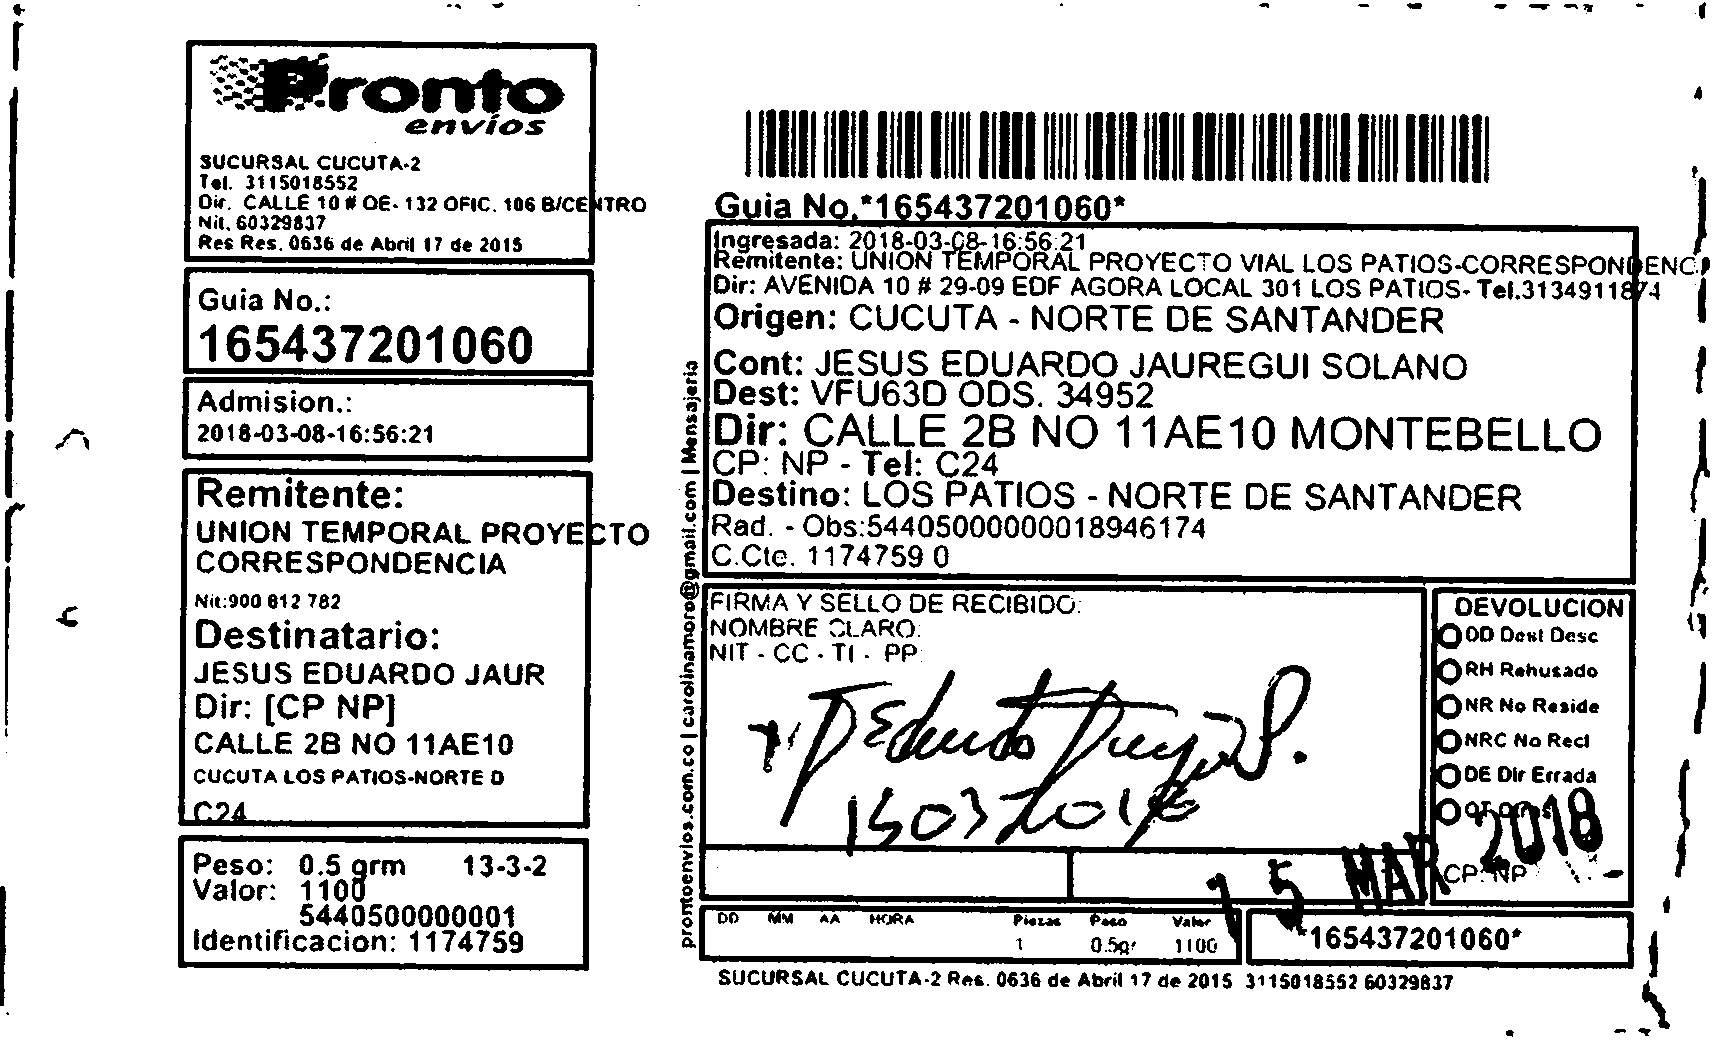 Pronto
envíos
SUCURSAL CUCUTA-2
Tel. 3115018552
Dir. CALLE 10 # OE- 132 OFIC. 106 B/CENTRO
Nit. 60329837
Res Res. 0636 de Abril 17 de 2015
Guia No.:
165437201060
Admision.:
2018-03-08-16:56:21
Remitente:
UNION TEMPORAL PROYECTO
CORRESPONDENCIA
Nit:900 812 782
Destinatario:
JESUS EDUARDO JAUR
Dir: [CP NP]
CALLE 2B NO 11AE10
CUCUTA LOS PATIOS-NORTE D
C24
Peso: 0.5 grm 13-3-2
Valor: 1100
5440500000001
Identificacion: 1174759
prontoenvios.com.co | carolinamoro@gmail.com | Mensajeria
Guia No.*165437201060*
Ingresada: 2018-03-08-16:56:21
Remitente: UNION TEMPORAL PROYECTO VIAL LOS PATIOS-CORRESPONDENC
Dir: AVENIDA 10 # 29-09 EDF AGORA LOCAL 301 LOS PATIOS- Tel.3134911874
Origen: CUCUTA - NORTE DE SANTANDER
Cont: JESUS EDUARDO JAUREGUI SOLANO
Dest: VFU63D ODS. 34952
Dir: CALLE 2B NO 11AE10 MONTEBELLO
CP: NP - Tel: C24
Destino: LOS PATIOS - NORTE DE SANTANDER
Rad. - Obs:54405000000018946174
C.Cte. 1174759 0
FIRMA Y SELLO DE RECIBIDO:
NOMBRE CLARO:
NIT - CC - TI - PP
Eduardo
DEVOLUCION
DD Dest Desc
RH Rehusado
NR No Reside
NRC No Recl
DE Dir Errada
CP: NP
15 MAR 2018
DD MM AA HORA Piezas Peso Valor
1 0.5gr 1100
*165437201060*
SUCURSAL CUCUTA-2 Res. 0636 de Abril 17 de 2015 3115018552 60329837